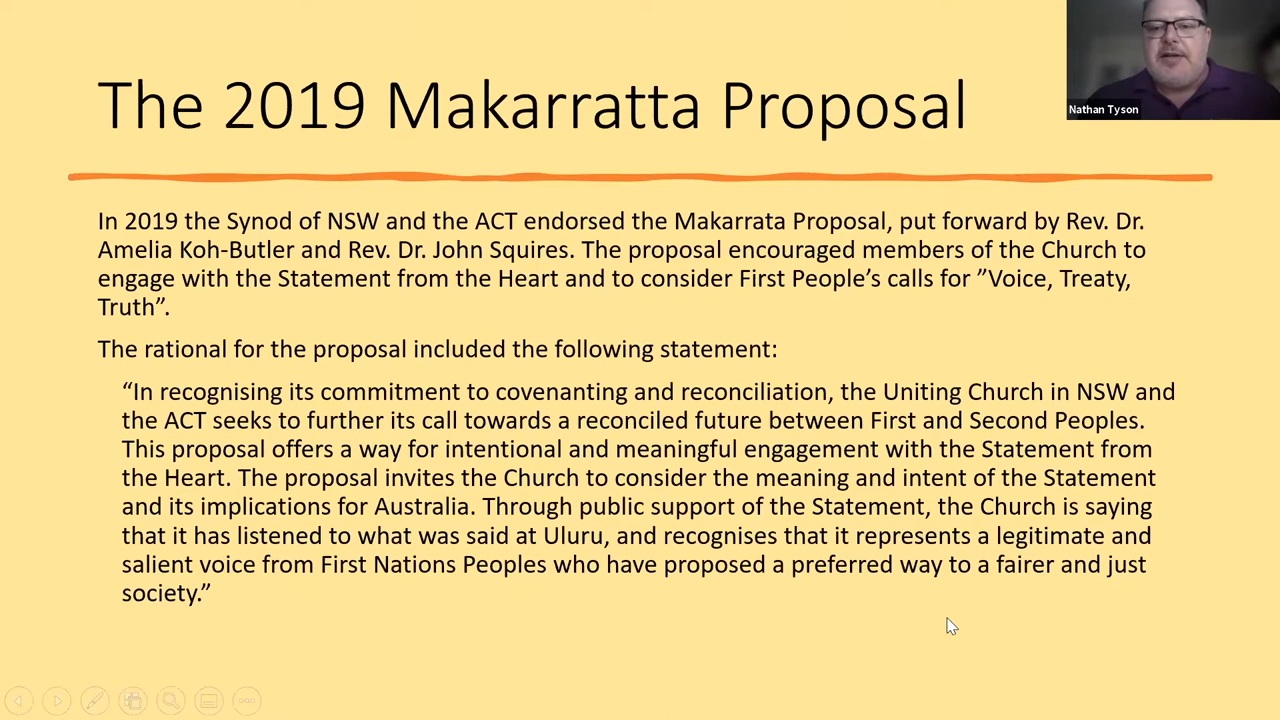 The 2019 Makarratta Proposal
Nathan Tyson
In 2019 the Synod of NSW and the ACT endorsed the Makarrata Proposal, put forward by Rev. Dr.
Amelia Koh-Butler and Rev. Dr. John Squires. The proposal encouraged members of the Church to
engage with the Statement from the Heart and to consider First People’s calls for ”Voice, Treaty,
Truth”.
The rational for the proposal included the following statement:
“In recognising its commitment to covenanting and reconciliation, the Uniting Church in NSW and
the ACT seeks to further its call towards a reconciled future between First and Second Peoples.
This proposal offers a way for intentional and meaningful engagement with the Statement from
the Heart. The proposal invites the Church to consider the meaning and intent of the Statement
and its implications for Australia. Through public support of the Statement, the Church is saying
that it has listened to what was said at Uluru, and recognises that it represents a legitimate and
salient voice from First Nations Peoples who have proposed a preferred way to a fairer and just
society.”